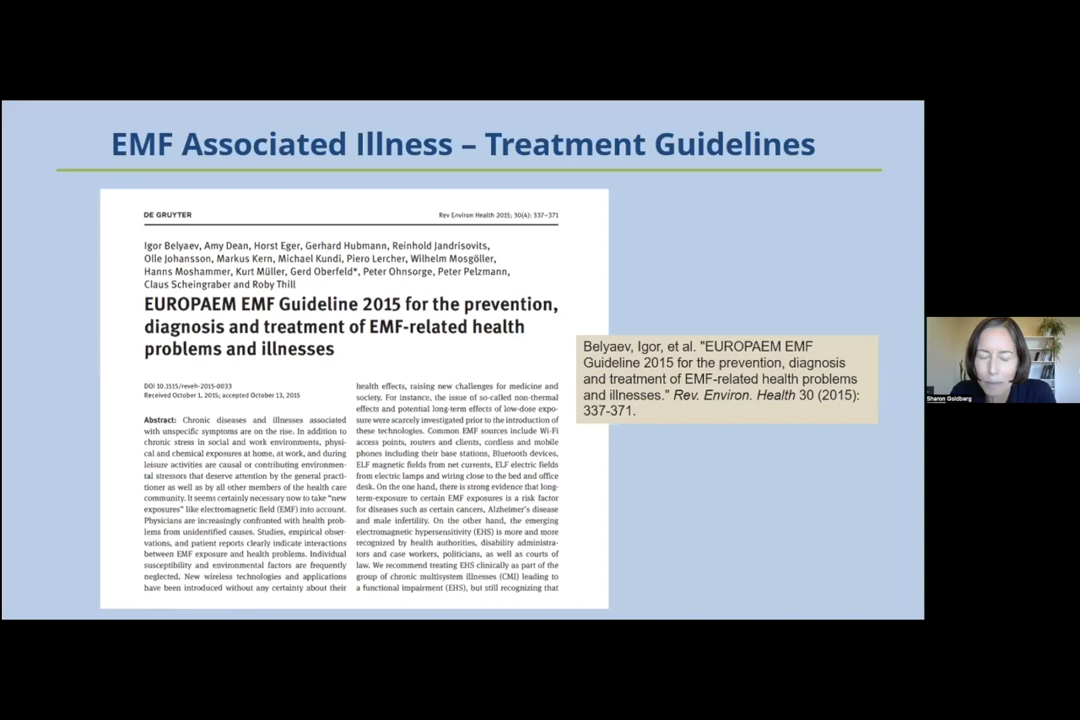 EMF Associated Illness – Treatment Guidelines
DE GRUYTER
Rev Environ Health 2015; 30(4): 337–371
Igor Belyaev, Amy Dean, Horst Eger, Gerhard Hubmann, Reinhold Jandrisovits,
Olle Johansson, Markus Kern, Michael Kundi, Piero Lercher, Wilhelm Mosgöller,
Hanns Moshammer, Kurt Müller, Gerd Oberfeld*, Peter Ohnsorge, Peter Pelzmann,
Claus Scheingraber and Roby Thill
EUROPAEM EMF Guideline 2015 for the prevention,
diagnosis and treatment of EMF-related health
problems and illnesses
DOI 10.1515/reveh-2015-0033
Received October 1, 2015; accepted October 13, 2015
Abstract: Chronic diseases and illnesses associated
with unspecific symptoms are on the rise. In addition to
chronic stress in social and work environments, physi-
cal and chemical exposures at home, at work, and during
leisure activities are causal or contributing environmen-
tal stressors that deserve attention by the general practi-
tioner as well as by all other members of the health care
community. It seems certainly necessary now to take “new
exposures” like electromagnetic field (EMF) into account.
Physicians are increasingly confronted with health prob-
lems from unidentified causes. Studies, empirical obser-
vations, and patient reports clearly indicate interactions
between EMF exposure and health problems. Individual
susceptibility and environmental factors are frequently
neglected. New wireless technologies and applications
have been introduced without any certainty about their
health effects, raising new challenges for medicine and
society. For instance, the issue of so-called non-thermal
effects and potential long-term effects of low-dose expo-
sure were scarcely investigated prior to the introduction of
these technologies. Common EMF sources include Wi-Fi
access points, routers and clients, cordless and mobile
phones including their base stations, Bluetooth devices,
ELF magnetic fields from net currents, ELF electric fields
from electric lamps and wiring close to the bed and office
desk. On the one hand, there is strong evidence that long-
term-exposure to certain EMF exposures is a risk factor
for diseases such as certain cancers, Alzheimer’s disease
and male infertility. On the other hand, the emerging
electromagnetic hypersensitivity (EHS) is more and more
recognized by health authorities, disability administra-
tors and case workers, politicians, as well as courts of
law. We recommend treating EHS clinically as part of the
group of chronic multisystem illnesses (CMI) leading to
a functional impairment (EHS), but still recognizing that
Belyaev, Igor, et al. "EUROPAEM EMF
Guideline 2015 for the prevention, diagnosis
and treatment of EMF-related health problems
and illnesses." Rev. Environ. Health 30 (2015):
337-371.
Sharon Goldberg